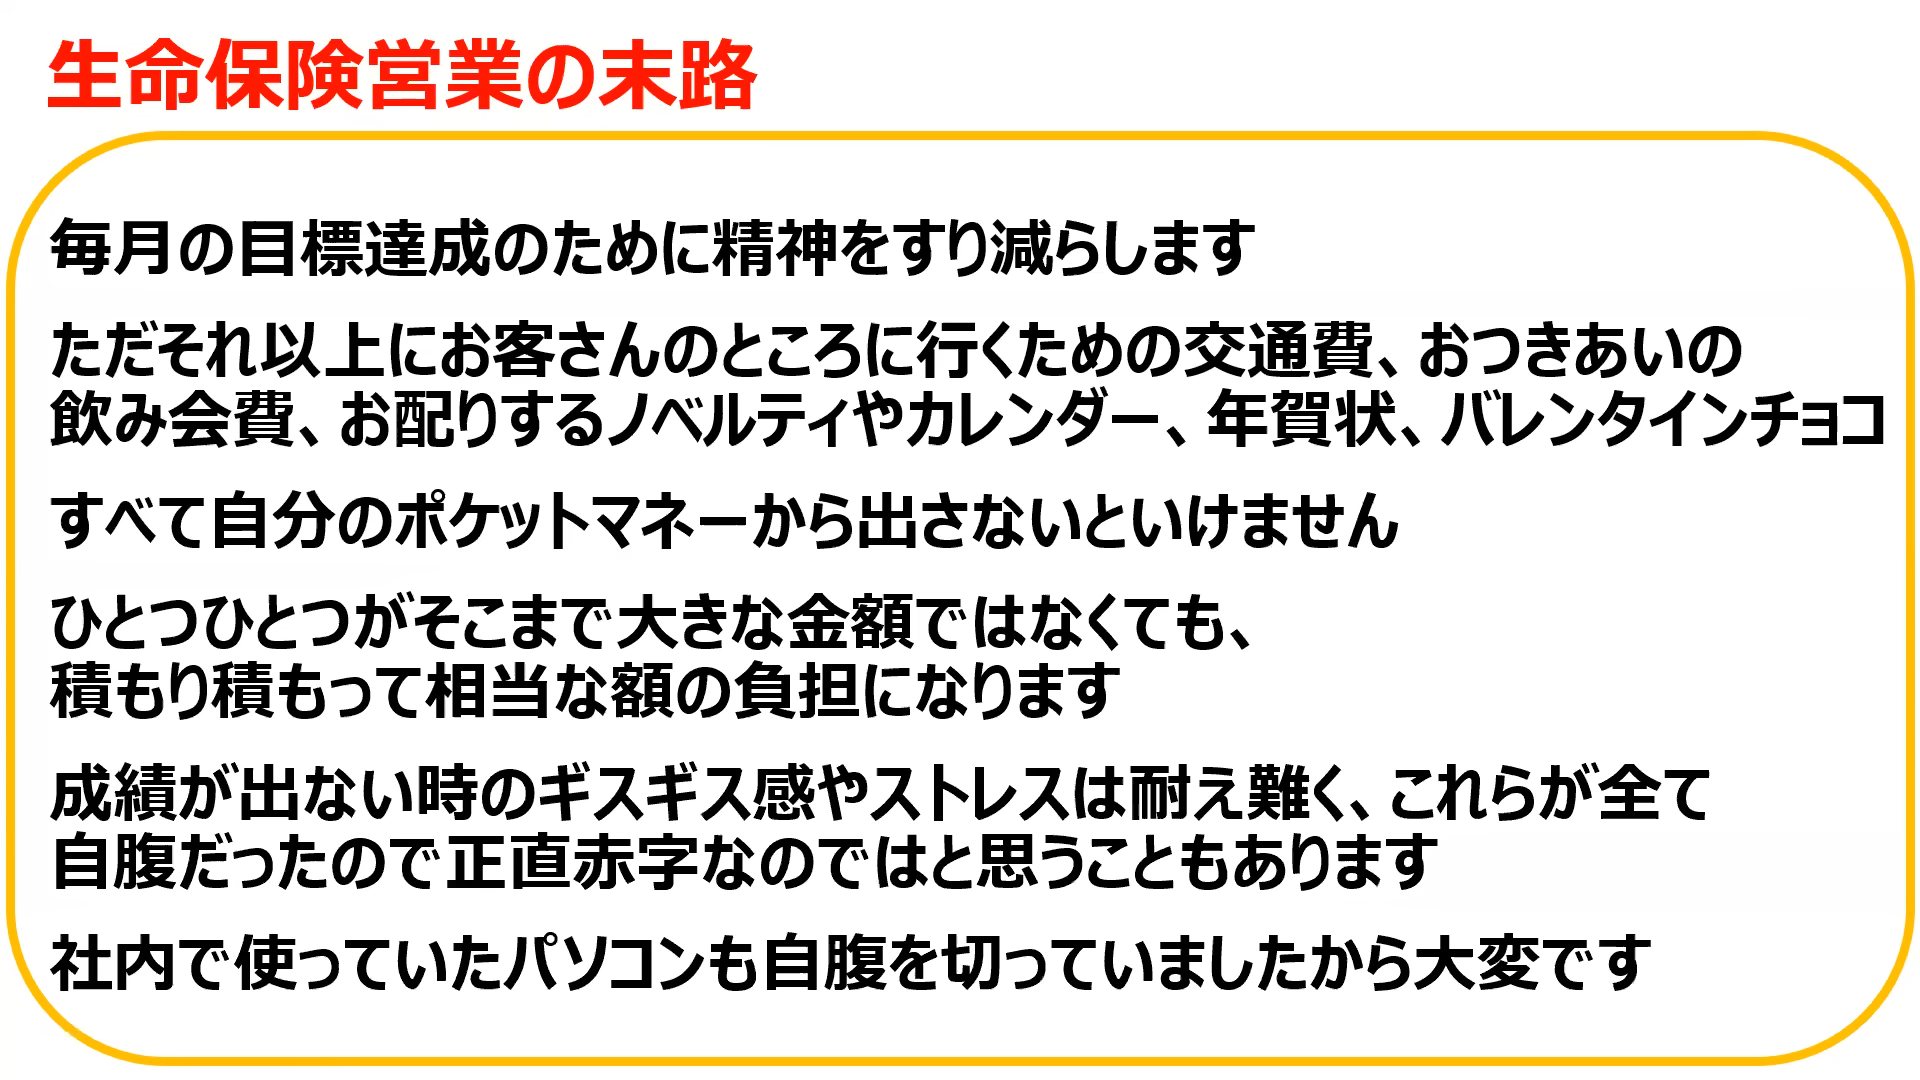 生命保険営業の末路
毎月の目標達成のために精神をすり減らします
ただそれ以上にお客さんのところに行くための交通費、おつきあいの
飲み会費、お配りするノベルティやカレンダー、年賀状、バレンタインチョコ
すべて自分のポケットマネーから出さないといけません
ひとつひとつがそこまで大きな金額ではなくても、
積もり積もって相当な額の負担になります
成績が出ない時のギスギス感やストレスは耐え難く、これらが全て
自腹だったので正直赤字なのではと思うこともあります
社内で使っていたパソコンも自腹を切っていましたから大変です